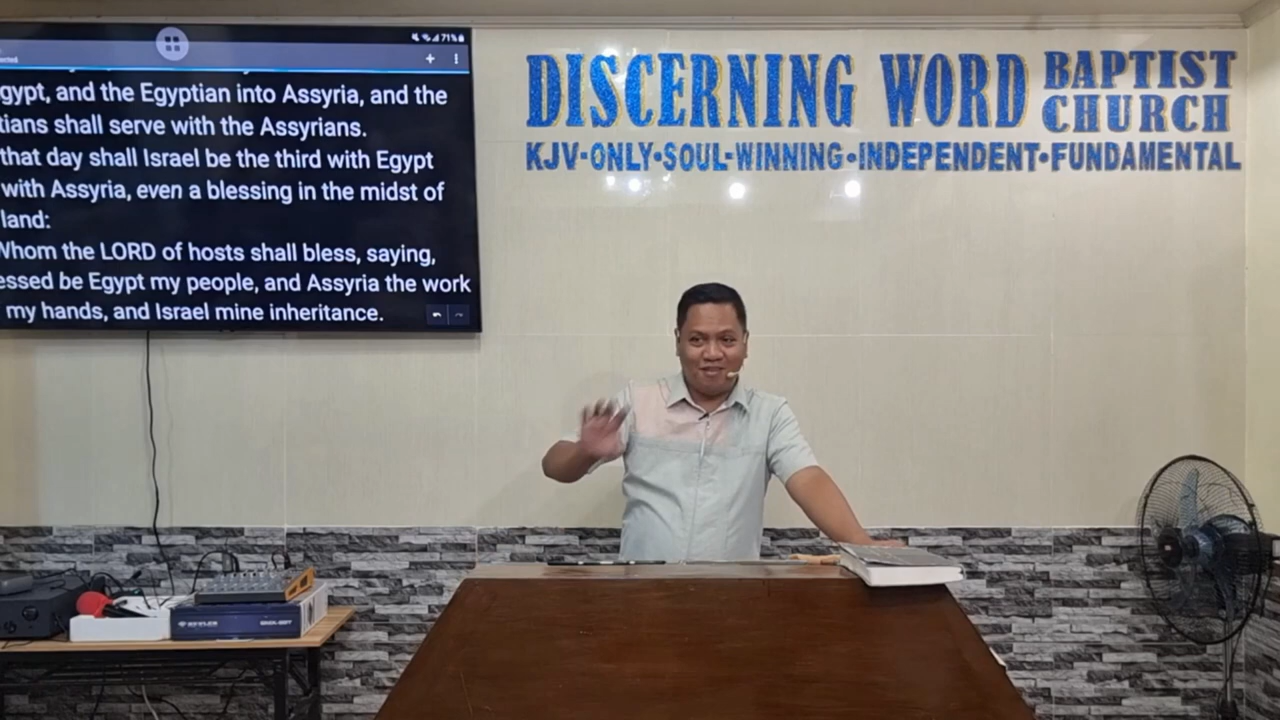 71%
gypt, and the Egyptian into Assyria, and the
tians shall serve with the Assyrians.
that day shall Israel be the third with Egypt
with Assyria, even a blessing in the midst of
land:
Whom the LORD of hosts shall bless, saying,
essed be Egypt my people, and Assyria the work
my hands, and Israel mine inheritance.
DISCERNING WORD BAPTIST
CHURCH
KJV-ONLY•SOUL-WINNING•INDEPENDENT•FUNDAMENTAL